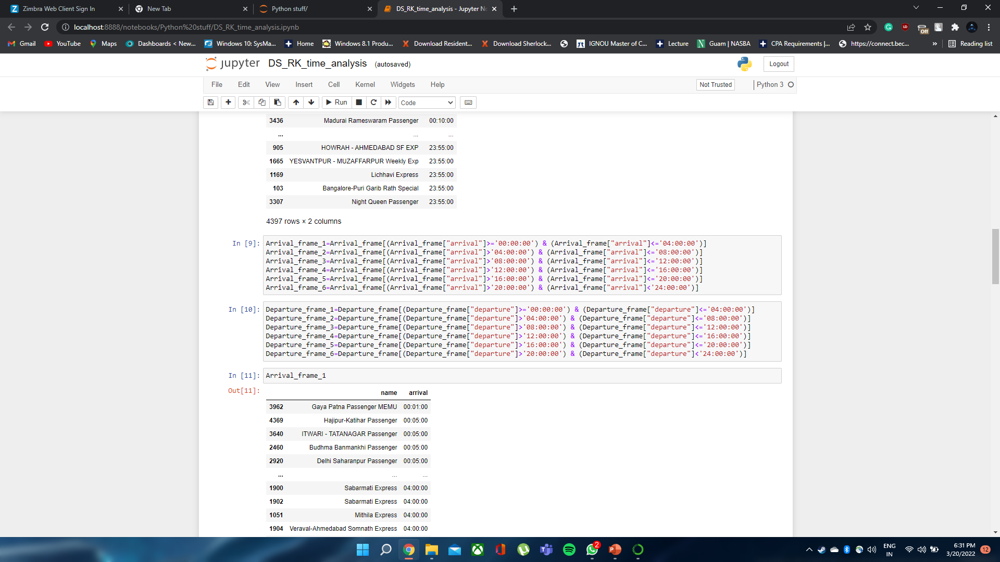 Zimbra Web Client Sign In
New Tab
Python stuff/
DS_RK_time_analysis - Jupyter No
localhost:8888/notebooks/Python%20stuff/DS_RK_time_analysis.ipynb
Off
Gmail YouTube Maps Dashboards < New... Windows 10: SysMa... Home Windows 8.1 Produ... Download Resident... Download Sherlock... IGNOU Master of C... Lecture Guam | NASBA CPA Requirements |... https://connect.bec... » Reading list
jupyter DS_RK_time_analysis (autosaved) Logout
File Edit View Insert Cell Kernel Widgets Help Not Trusted Python 3
Run Code
3436 Madurai Rameswaram Passenger 00:10:00
... ... ...
905 HOWRAH - AHMEDABAD SF EXP 23:55:00
1665 YESVANTPUR - MUZAFFARPUR Weekly Exp 23:55:00
1169 Lichhavi Express 23:55:00
103 Bangalore-Puri Garib Rath Special 23:55:00
3307 Night Queen Passenger 23:55:00
4397 rows × 2 columns
In [9]: Arrival_frame_1=Arrival_frame[(Arrival_frame["arrival"]>='00:00:00') & (Arrival_frame["arrival"]<='04:00:00')]
Arrival_frame_2=Arrival_frame[(Arrival_frame["arrival"]>'04:00:00') & (Arrival_frame["arrival"]<='08:00:00')]
Arrival_frame_3=Arrival_frame[(Arrival_frame["arrival"]>'08:00:00') & (Arrival_frame["arrival"]<='12:00:00')]
Arrival_frame_4=Arrival_frame[(Arrival_frame["arrival"]>'12:00:00') & (Arrival_frame["arrival"]<='16:00:00')]
Arrival_frame_5=Arrival_frame[(Arrival_frame["arrival"]>'16:00:00') & (Arrival_frame["arrival"]<='20:00:00')]
Arrival_frame_6=Arrival_frame[(Arrival_frame["arrival"]>'20:00:00') & (Arrival_frame["arrival"]<'24:00:00')]
In [10]: Departure_frame_1=Departure_frame[(Departure_frame["departure"]>='00:00:00') & (Departure_frame["departure"]<='04:00:00')]
Departure_frame_2=Departure_frame[(Departure_frame["departure"]>'04:00:00') & (Departure_frame["departure"]<='08:00:00')]
Departure_frame_3=Departure_frame[(Departure_frame["departure"]>'08:00:00') & (Departure_frame["departure"]<='12:00:00')]
Departure_frame_4=Departure_frame[(Departure_frame["departure"]>'12:00:00') & (Departure_frame["departure"]<='16:00:00')]
Departure_frame_5=Departure_frame[(Departure_frame["departure"]>'16:00:00') & (Departure_frame["departure"]<='20:00:00')]
Departure_frame_6=Departure_frame[(Departure_frame["departure"]>'20:00:00') & (Departure_frame["departure"]<'24:00:00')]
In [11]: Arrival_frame_1
Out[11]:
name arrival
3962 Gaya Patna Passenger MEMU 00:01:00
4369 Hajipur-Katihar Passenger 00:05:00
3640 ITWARI - TATANAGAR Passenger 00:05:00
2460 Budhma Banmankhi Passenger 00:05:00
2920 Delhi Saharanpur Passenger 00:05:00
... ... ...
1900 Sabarmati Express 04:00:00
1902 Sabarmati Express 04:00:00
1051 Mithila Express 04:00:00
1904 Veraval-Ahmedabad Somnath Express 04:00:00
2
ENG
IN
6:31 PM
3/20/2022
12